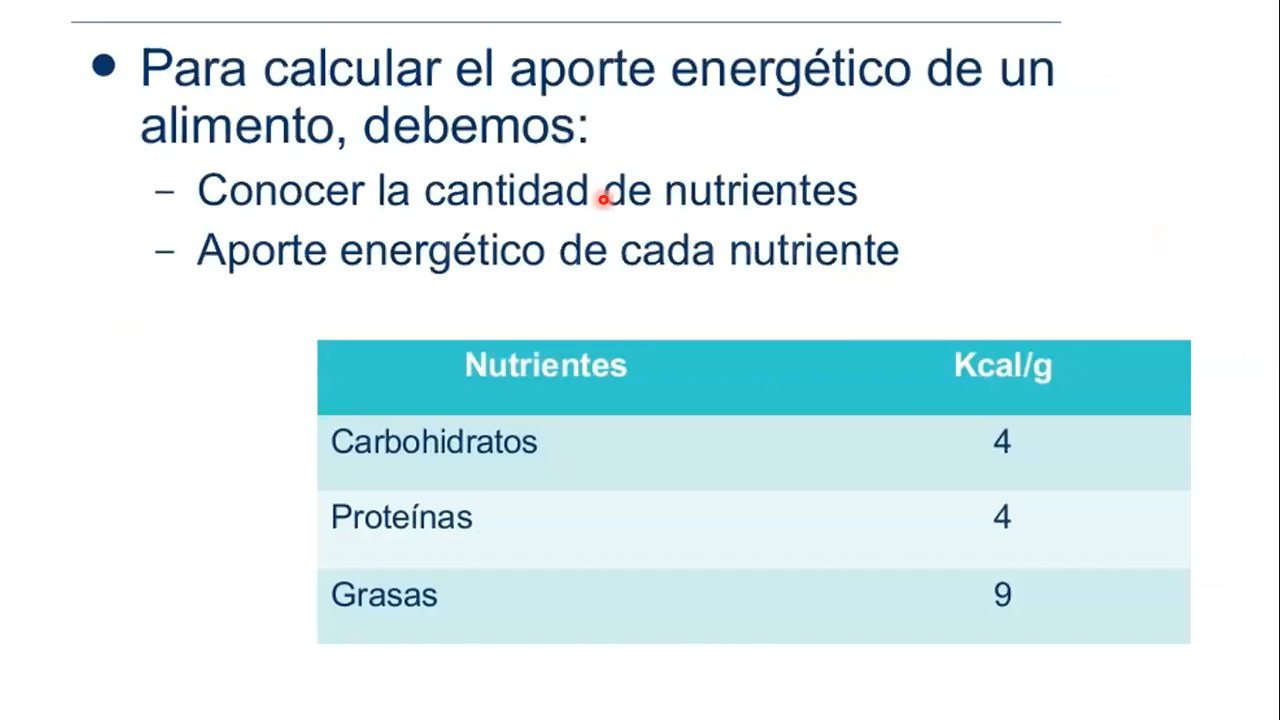 ● Para calcular el aporte energético de un
alimento, debemos:
– Conocer la cantidad de nutrientes
– Aporte energético de cada nutriente
Nutrientes Kcal/g
Carbohidratos 4
Proteínas 4
Grasas 9